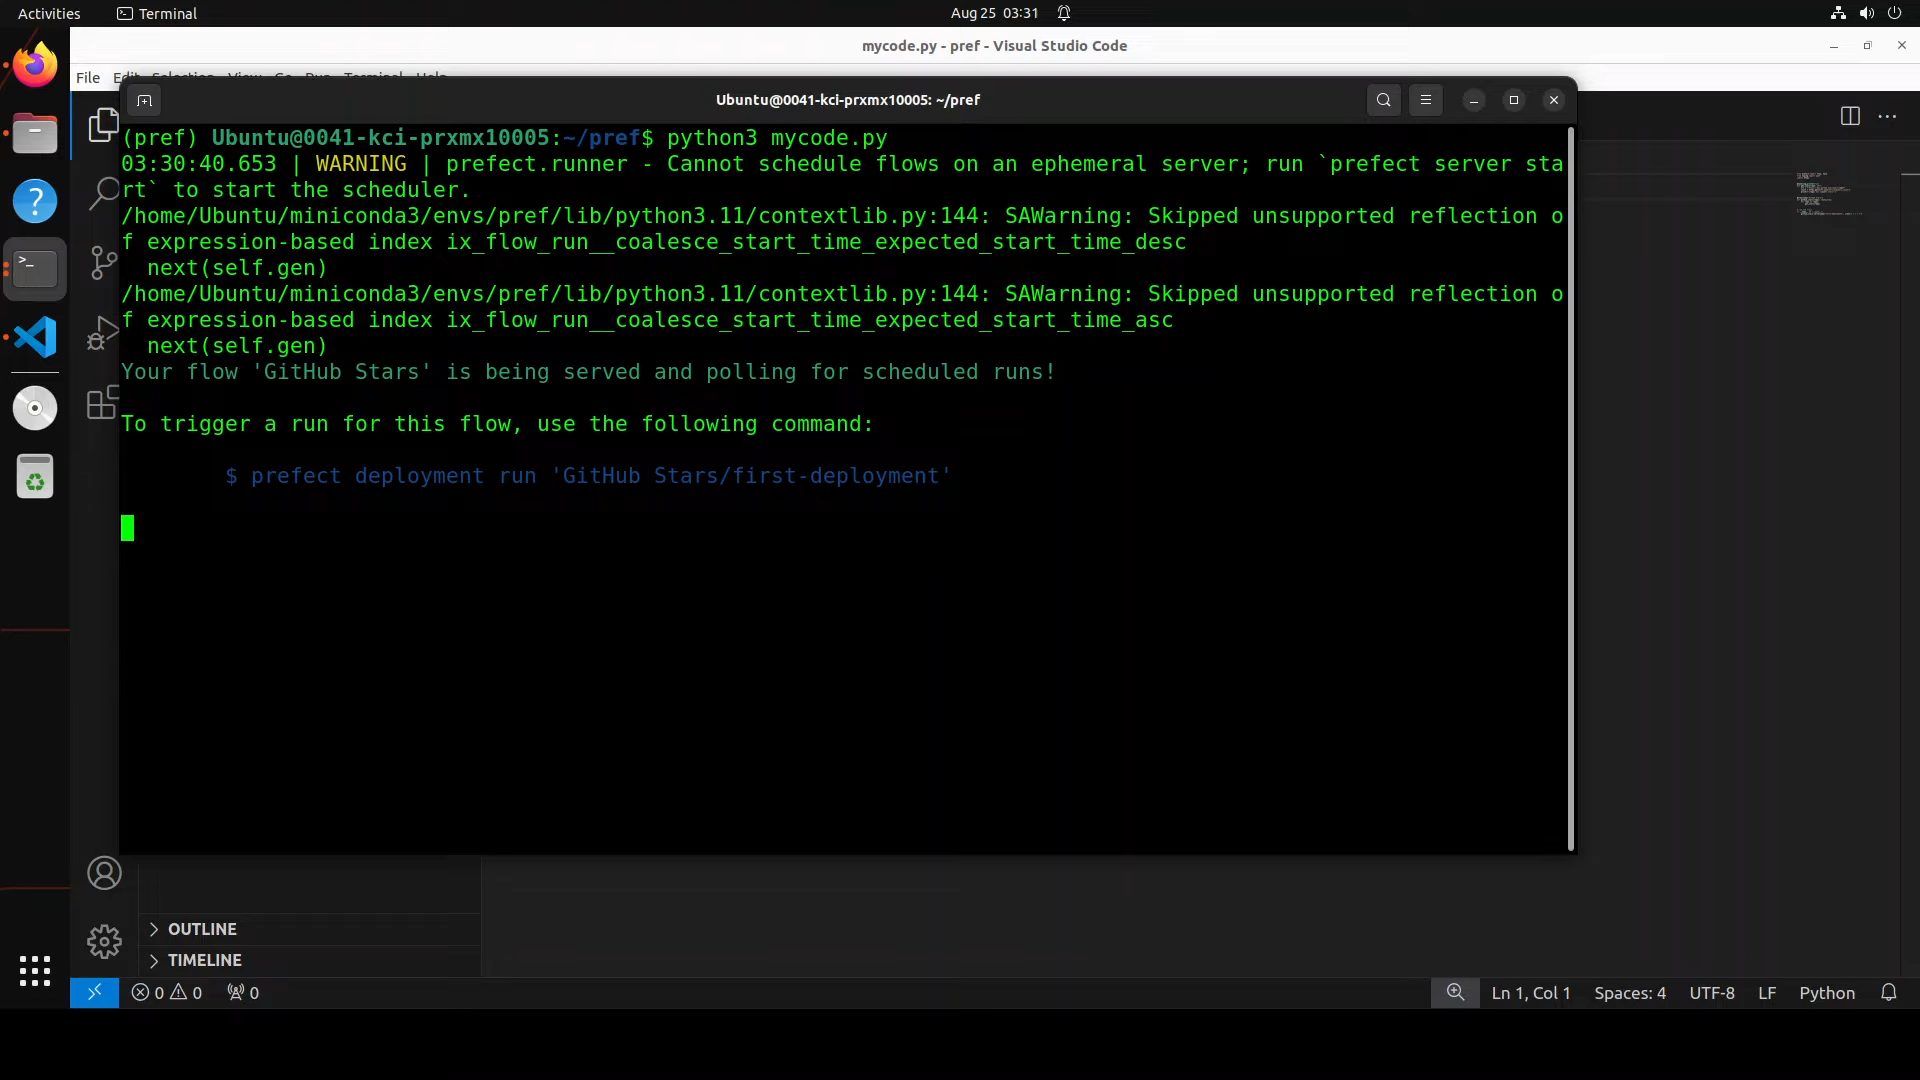 Activities
Terminal
Aug 25 03:31
mycode.py - pref - Visual Studio Code
File Edit Selection View Go Run Terminal Help
Ubuntu@0041-kci-prxmx10005: ~/pref
(pref) Ubuntu@0041-kci-prxmx10005:~/pref$ python3 mycode.py
03:30:40.653 | WARNING | prefect.runner - Cannot schedule flows on an ephemeral server; run `prefect server sta
rt` to start the scheduler.
/home/Ubuntu/miniconda3/envs/pref/lib/python3.11/contextlib.py:144: SAWarning: Skipped unsupported reflection o
f expression-based index ix_flow_run__coalesce_start_time_expected_start_time_desc
next(self.gen)
/home/Ubuntu/miniconda3/envs/pref/lib/python3.11/contextlib.py:144: SAWarning: Skipped unsupported reflection o
f expression-based index ix_flow_run__coalesce_start_time_expected_start_time_asc
next(self.gen)
Your flow 'GitHub Stars' is being served and polling for scheduled runs!
To trigger a run for this flow, use the following command:
$ prefect deployment run 'GitHub Stars/first-deployment'
OUTLINE
TIMELINE
0 0 0
Ln 1, Col 1 Spaces: 4 UTF-8 LF Python